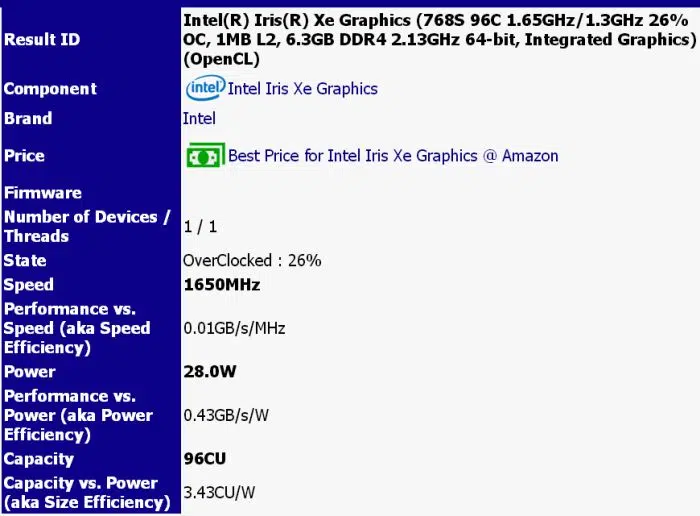 Result ID
Intel(R) Iris(R) Xe Graphics (768S 96C 1.65GHz/1.3GHz 26%
OC, 1MB L2, 6.3GB DDR4 2.13GHz 64-bit, Integrated Graphics)
(OpenCL)
Component
intel Intel Iris Xe Graphics
Brand
Intel
Price
Best Price for Intel Iris Xe Graphics @ Amazon
Firmware
Number of Devices /
Threads
1 / 1
State
OverClocked : 26%
Speed
1650MHz
Performance vs.
Speed (aka Speed
Efficiency)
0.01GB/s/MHz
Power
28.0W
Performance vs.
Power (aka Power
Efficiency)
0.43GB/s/W
Capacity
96CU
Capacity vs. Power
(aka Size Efficiency)
3.43CU/W